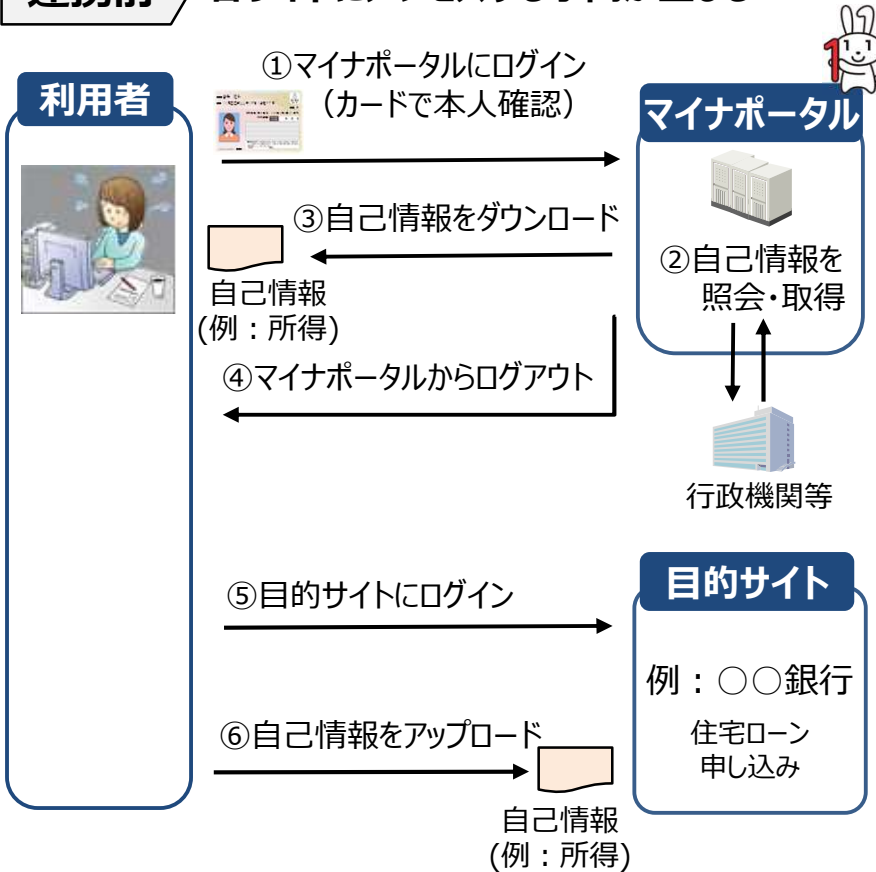 利用者
①マイナポータルにログイン
(カードで本人確認)
マイナポータル
③自己情報をダウンロード
②自己情報を
照会・取得
自己情報
(例：所得)
④マイナポータルからログアウト
行政機関等
⑤目的サイトにログイン
目的サイト
例：○○銀行
住宅ローン
申し込み
⑥自己情報をアップロード
自己情報
(例：所得)